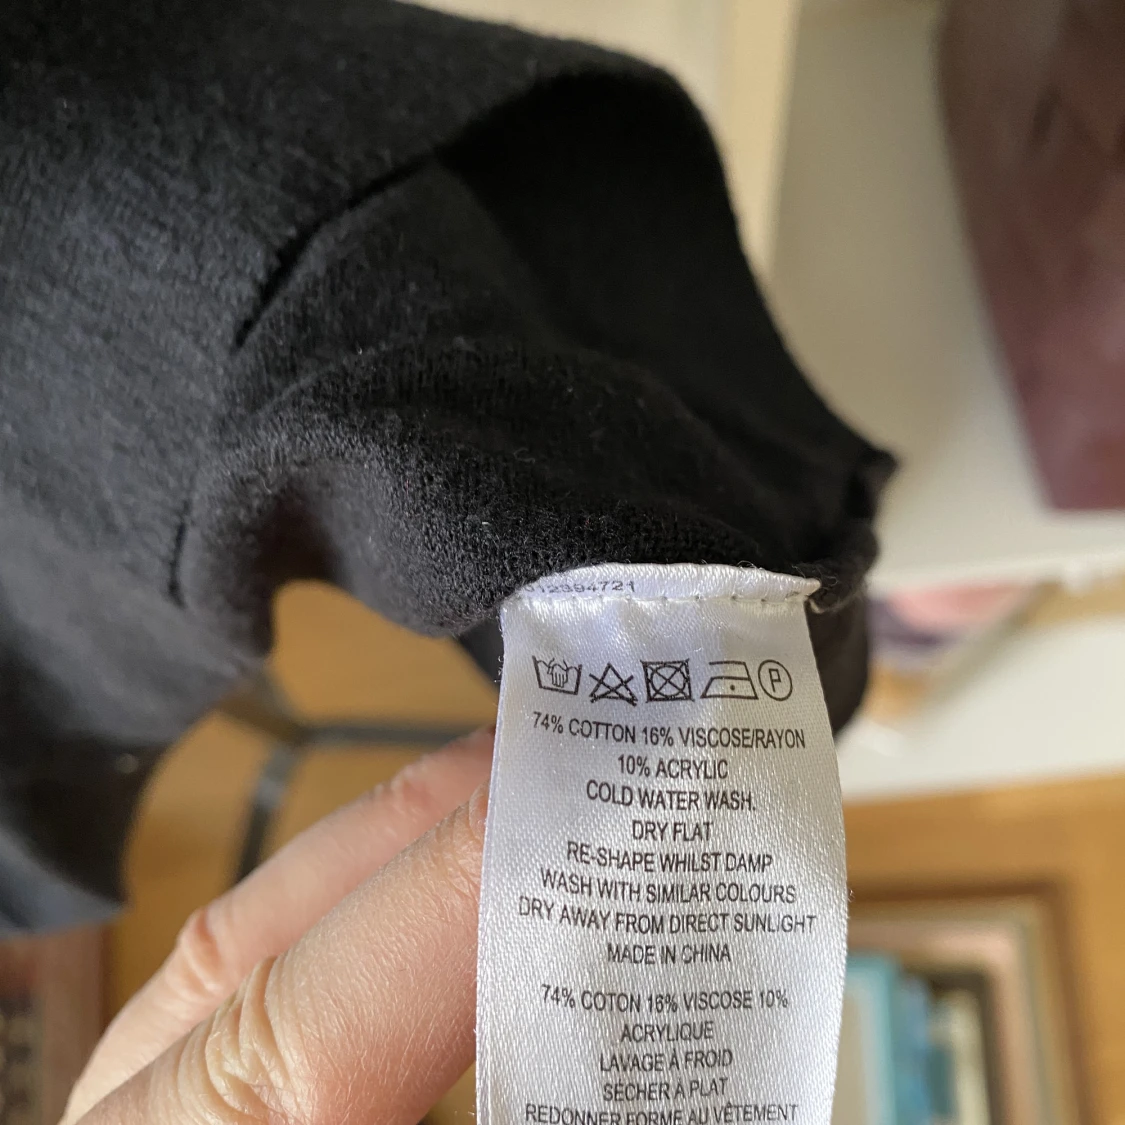 12394721
P
74% COTTON 16% VISCOSE/RAYON
10% ACRYLIC
COLD WATER WASH.
DRY FLAT
RE-SHAPE WHILST DAMP
WASH WITH SIMILAR COLOURS
DRY AWAY FROM DIRECT SUNLIGHT
MADE IN CHINA
74% COTON 16% VISCOSE 10%
ACRYLIQUE
LAVAGE À FROID
SECHER A PLAT
REDONNER FORME AU VÊTEMENT